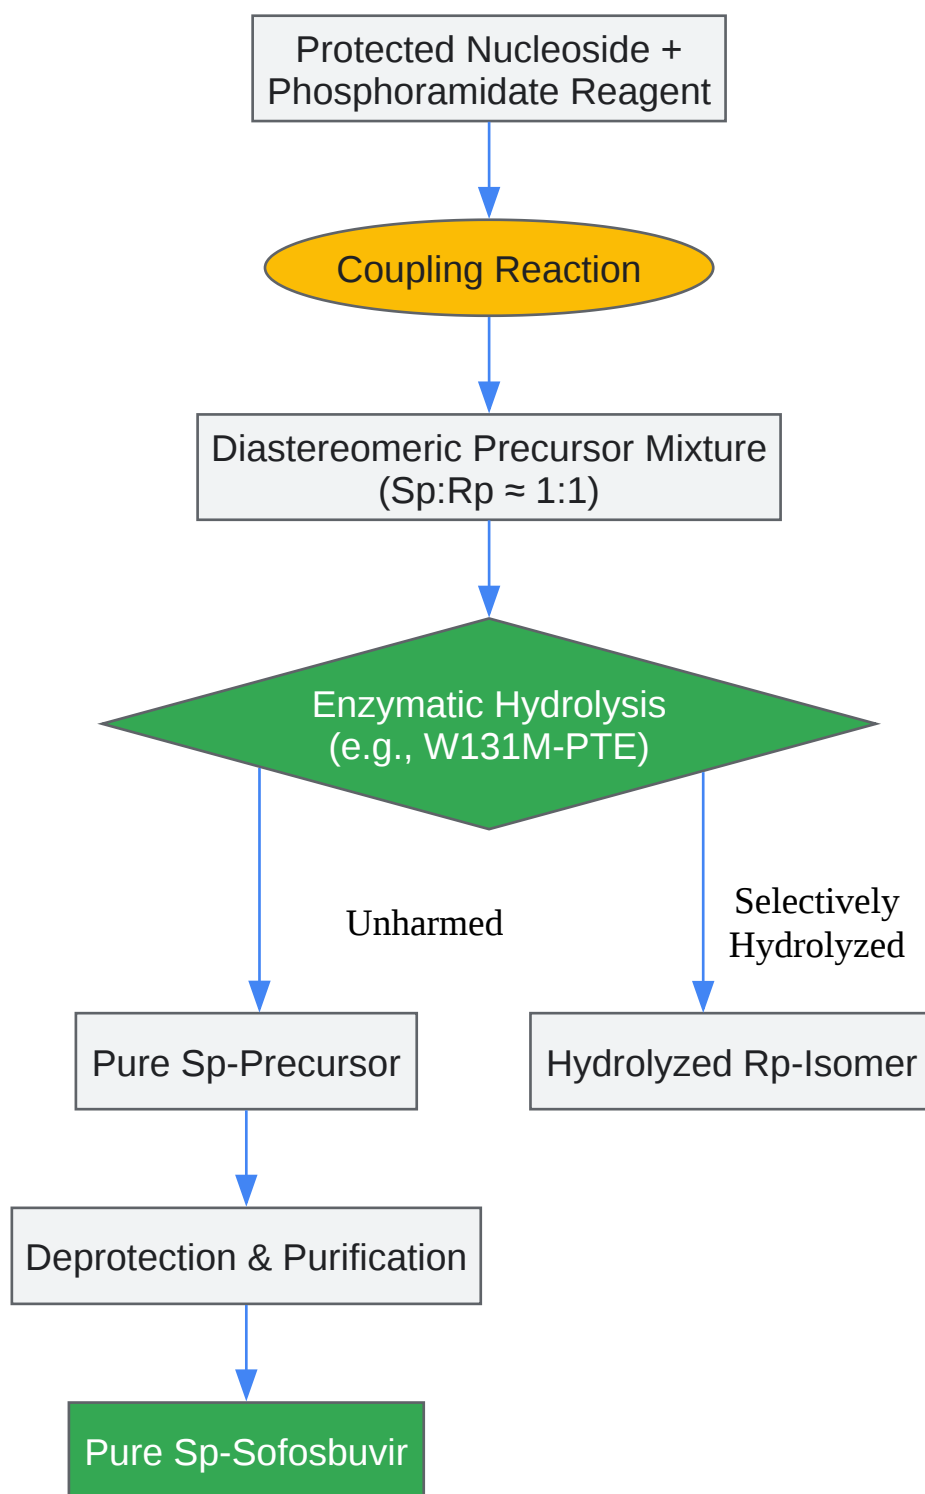 Protected Nucleoside +
Phosphoramidate Reagent
Coupling Reaction
Diastereomeric Precursor Mixture
(Sp:Rp ≈ 1:1)
Enzymatic Hydrolysis
(e.g., W131M-PTE)
Unharmed
Selectively
Hydrolyzed
Pure Sp-Precursor
Hydrolyzed Rp-Isomer
Deprotection & Purification
Pure Sp-Sofosbuvir